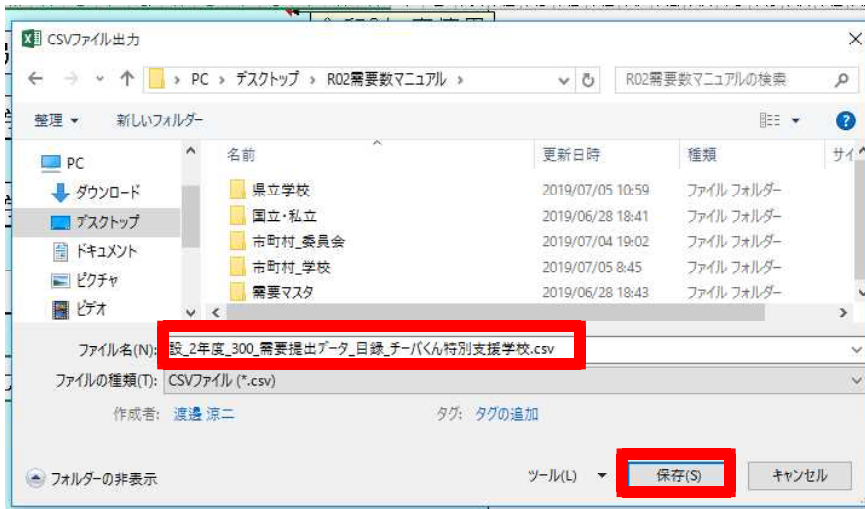 CSVファイル出力
PC › デスクトップ › R02需要数マニュアル ›
R02需要数マニュアルの検索
整理 新しいフォルダー
名前 更新日時 種類 サイ
PC
ダウンロード
デスクトップ
ドキュメント
ピクチャ
ビデオ
県立学校 2019/07/05 10:59 ファイル フォルダー
国立・私立 2019/06/28 18:41 ファイル フォルダー
市町村_委員会 2019/07/04 19:02 ファイル フォルダー
市町村_学校 2019/07/05 8:45 ファイル フォルダー
需要マスタ 2019/06/28 18:43 ファイル フォルダー
ファイル名(N): 設_2年度_300_需要提出データ_目録_チーバくん特別支援学校.csv
ファイルの種類(T): CSVファイル (*.csv)
作成者: 渡邉 涼二 タグ: タグの追加
フォルダーの非表示 ツール(L) 保存(S) キャンセル